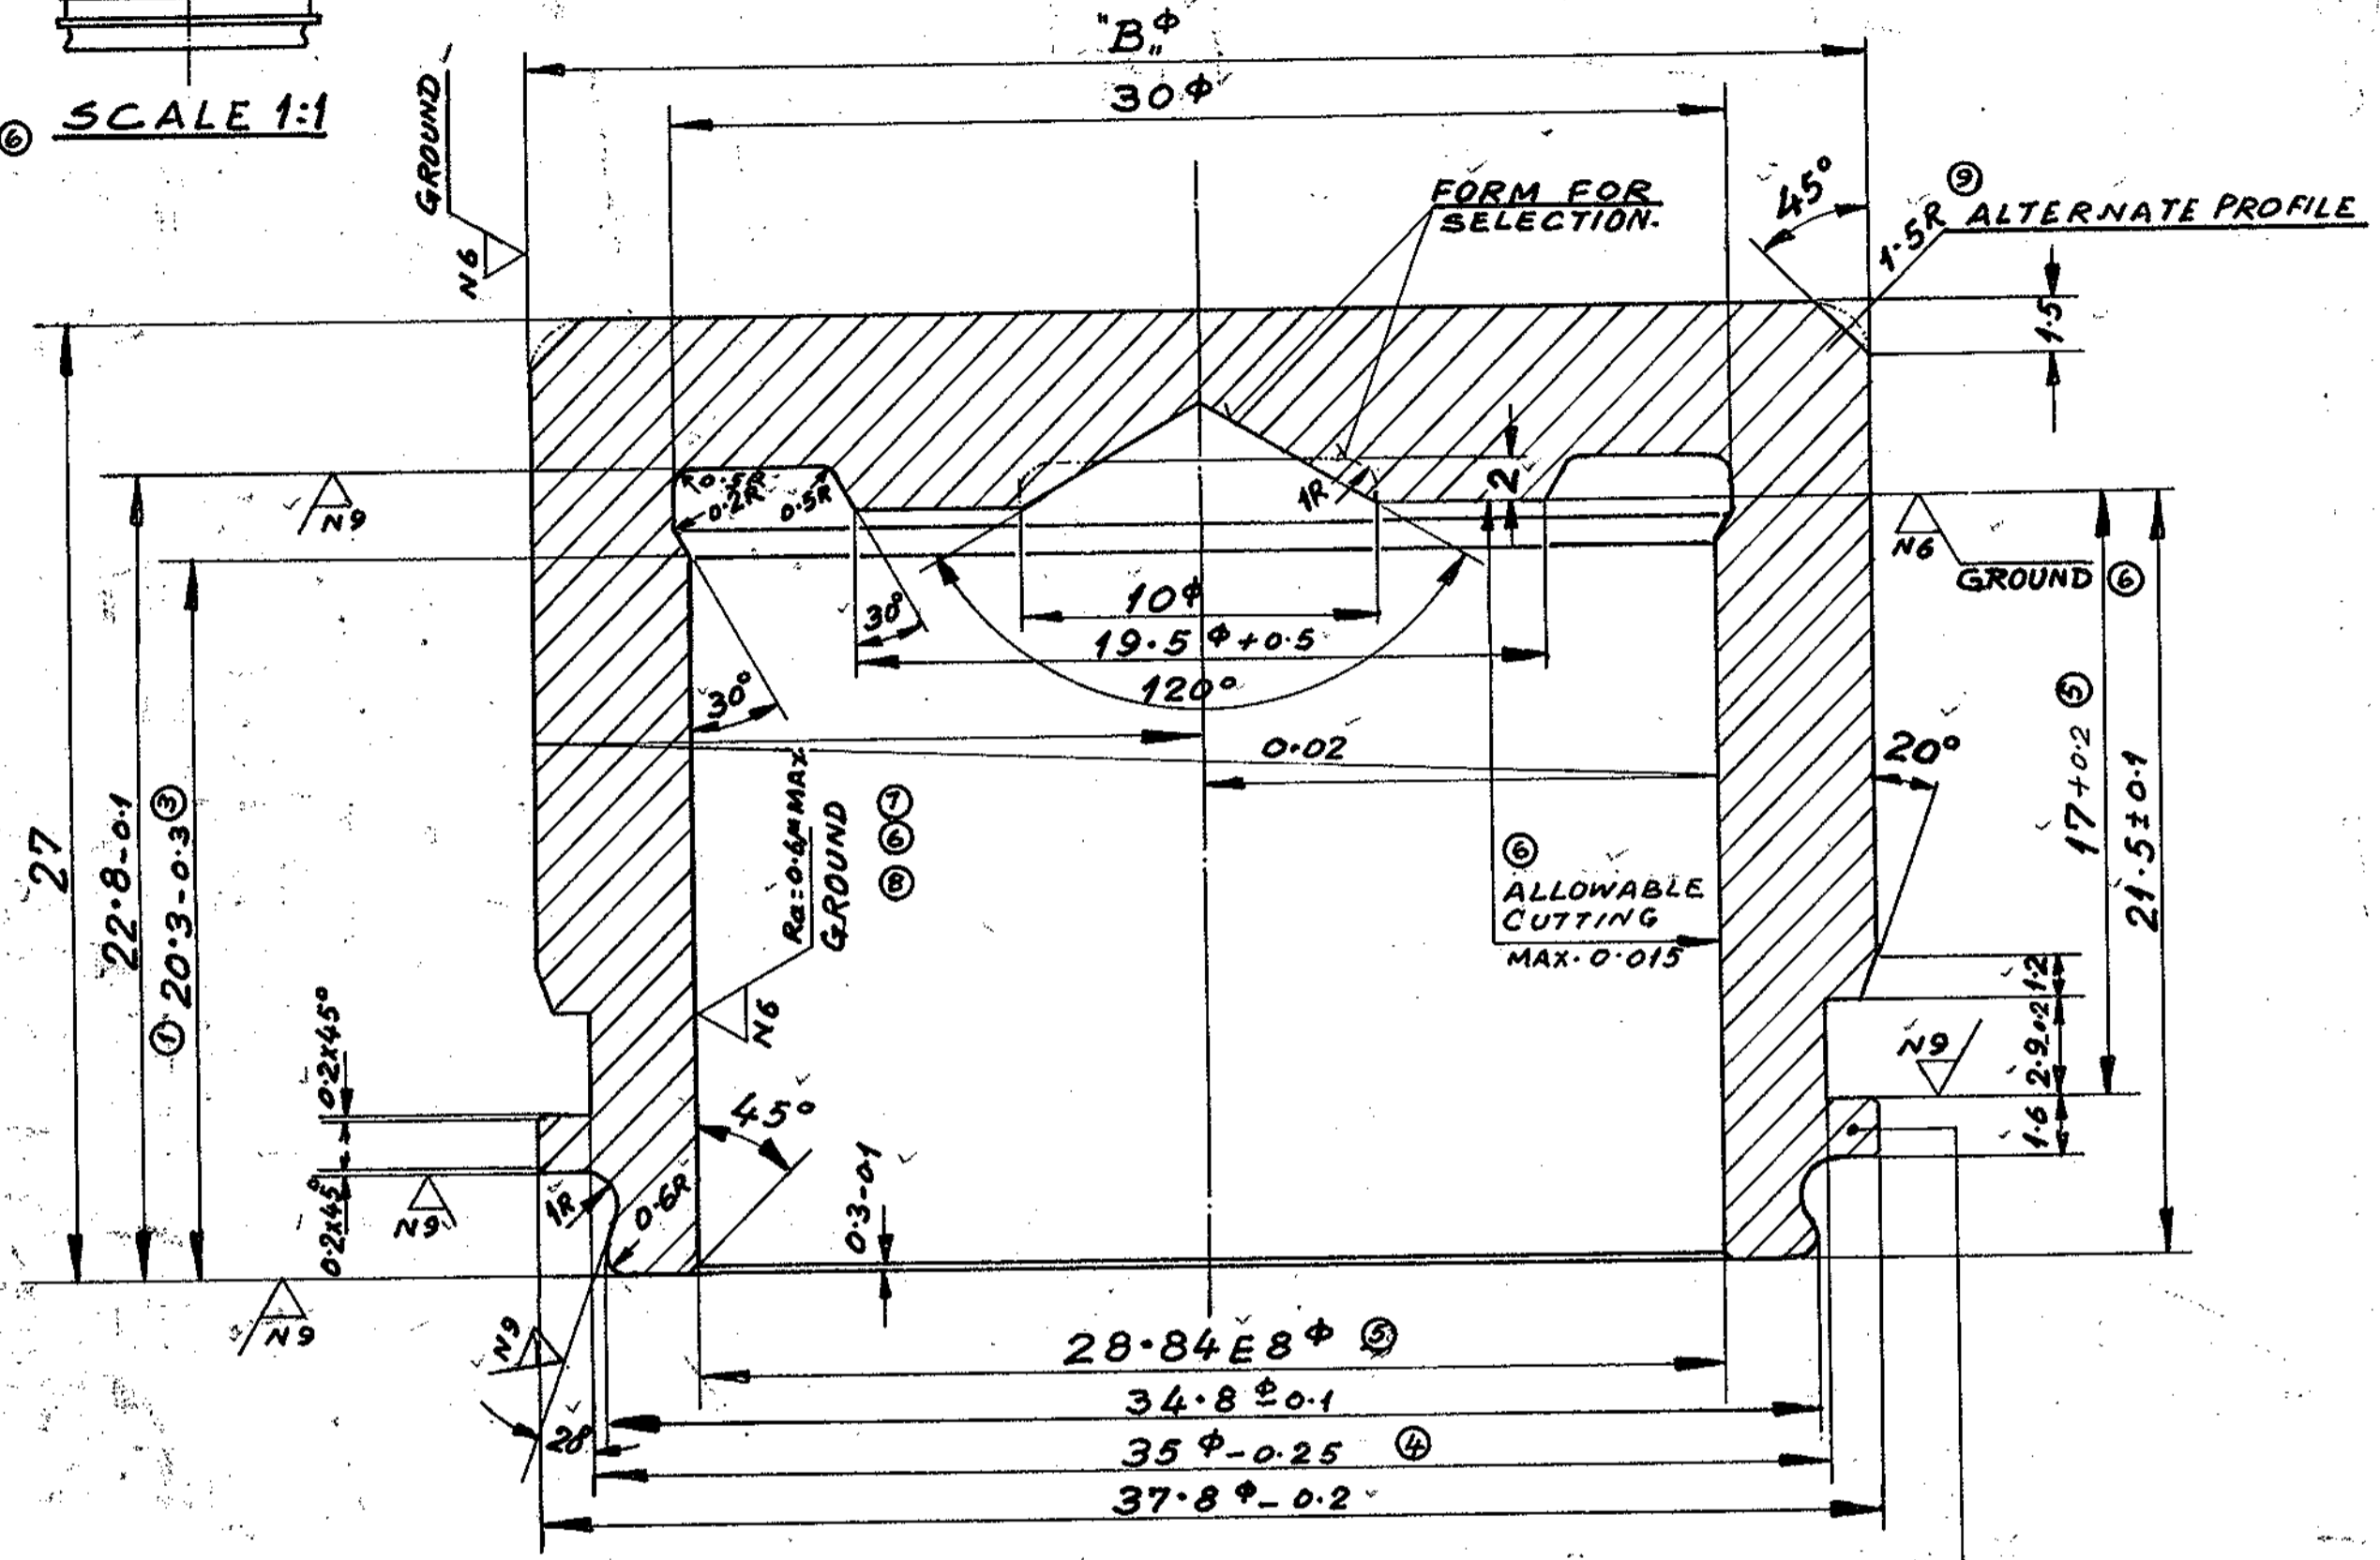 "B„ϕ
30ϕ
⑥ SCALE 1:1
GROUND
N6
FORM FOR
SELECTION.
45°
1.5R
⑨
ALTERNATE PROFILE
1.5
N9
0.5R
0.2R
0.5R
1R
2
N6
GROUND ⑥
30°
10ϕ
19.5 ϕ+0.5
120°
30°
0.02
Ra=0.6µ MAX
GROUND
⑦
⑥
⑧
27
22.8-0.1
① 20.3-0.3 ③
⑥
ALLOWABLE
CUTTING
MAX. 0.015
17+0.2 ⑤
21.5±0.1
20°
1.2
2.9-0.2
1.6
N9
N6
0.2x45°
0.2x45°
N9
45°
1R
0.6R
0.3-0.1
N9
N9
28°
28.84E8ϕ ⑤
34.8 ϕ±0.1
35 ϕ-0.25 ④
37.8 ϕ-0.2